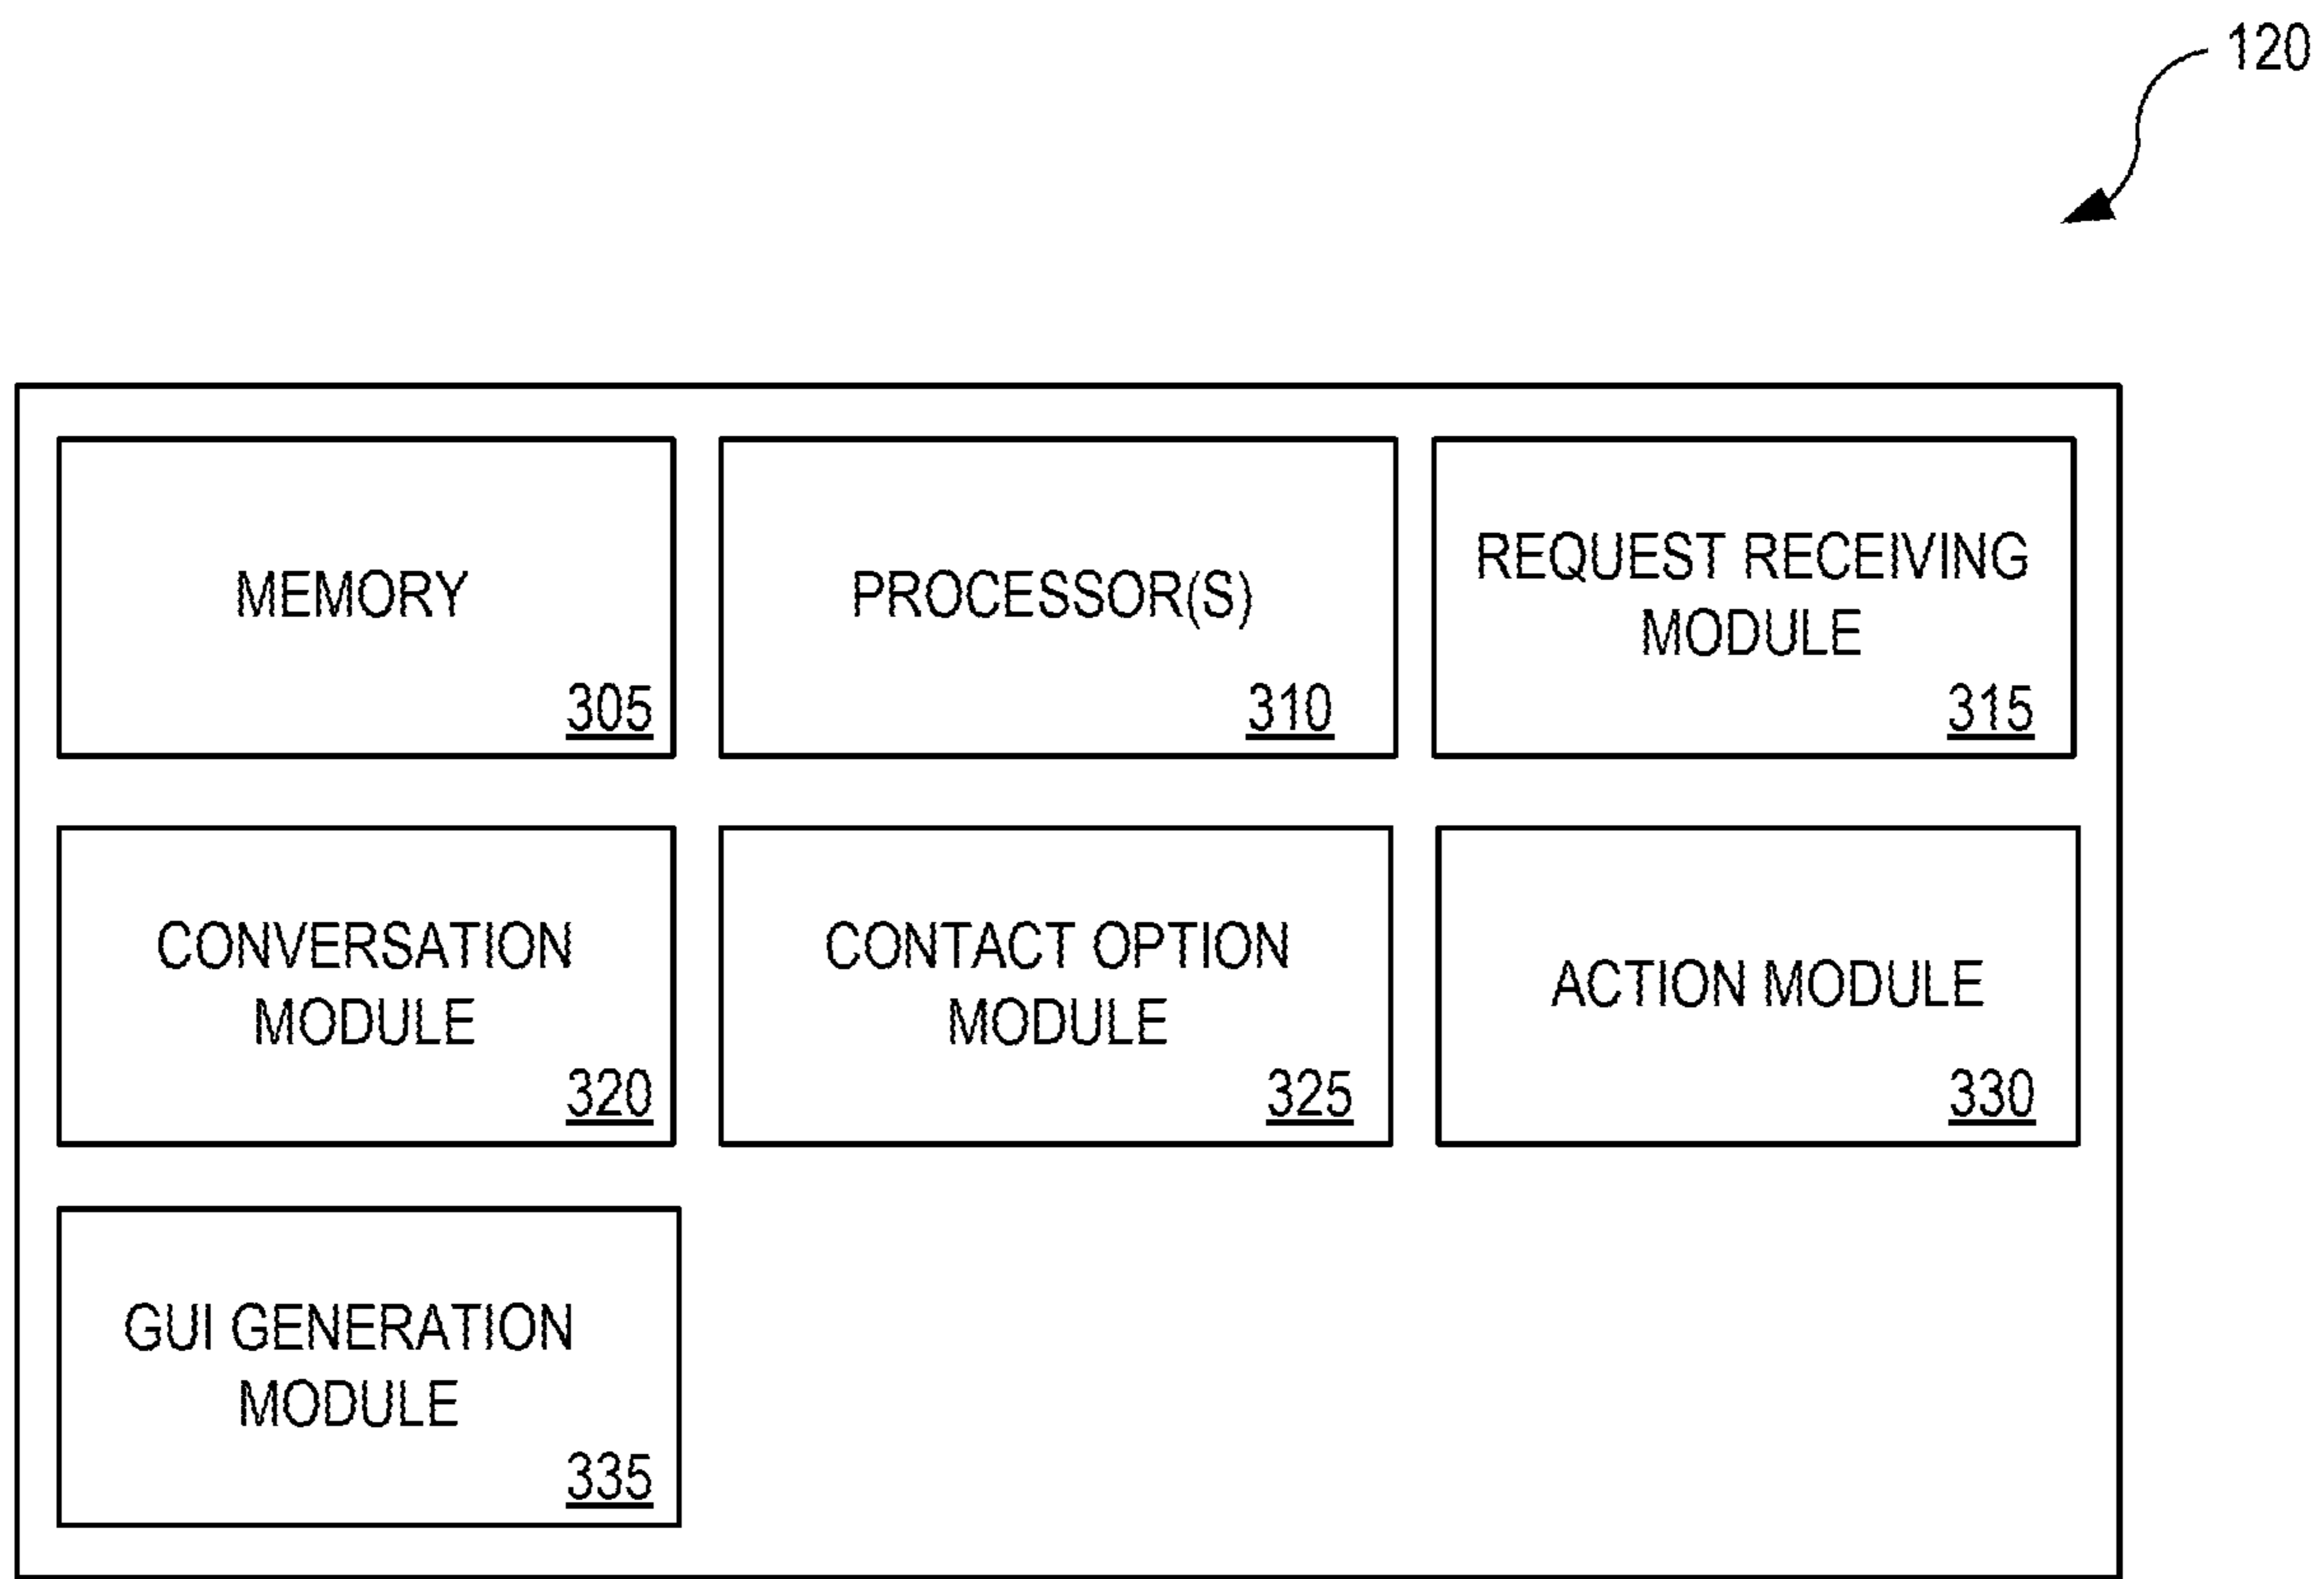 120
MEMORY
305
PROCESSOR(S)
310
REQUEST RECEIVING
MODULE
315
CONVERSATION
MODULE
320
CONTACT OPTION
MODULE
325
ACTION MODULE
330
GUI GENERATION
MODULE
335